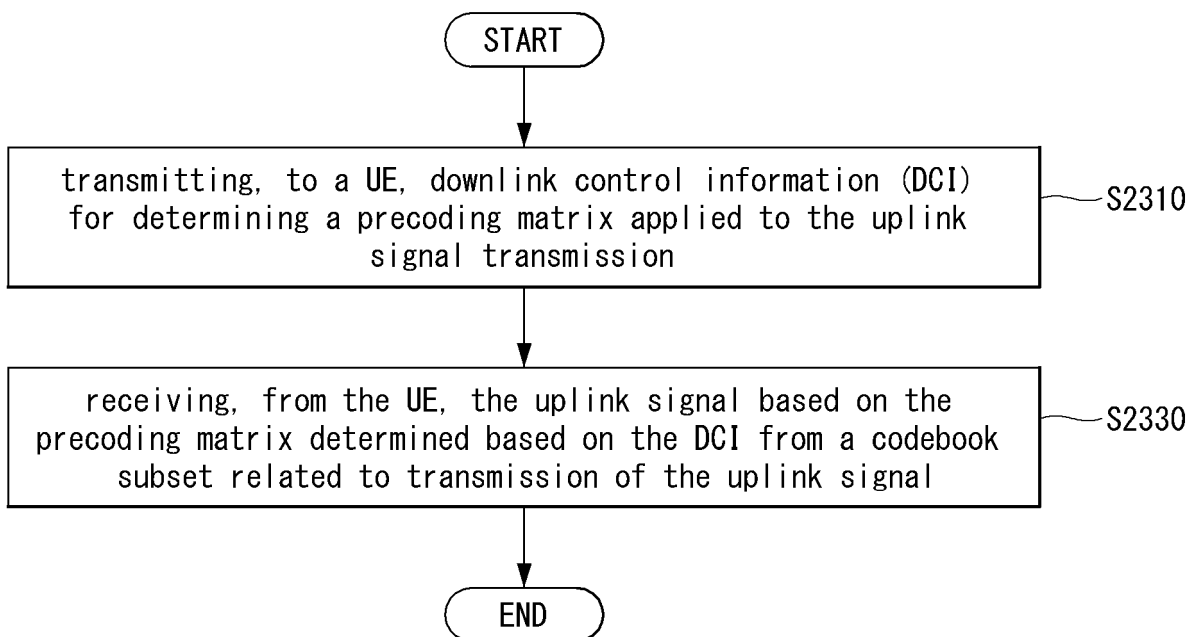 START
transmitting, to a UE, downlink control information (DCI)
for determining a precoding matrix applied to the uplink
signal transmission
S2310
receiving, from the UE, the uplink signal based on the
precoding matrix determined based on the DCI from a codebook
subset related to transmission of the uplink signal
S2330
END